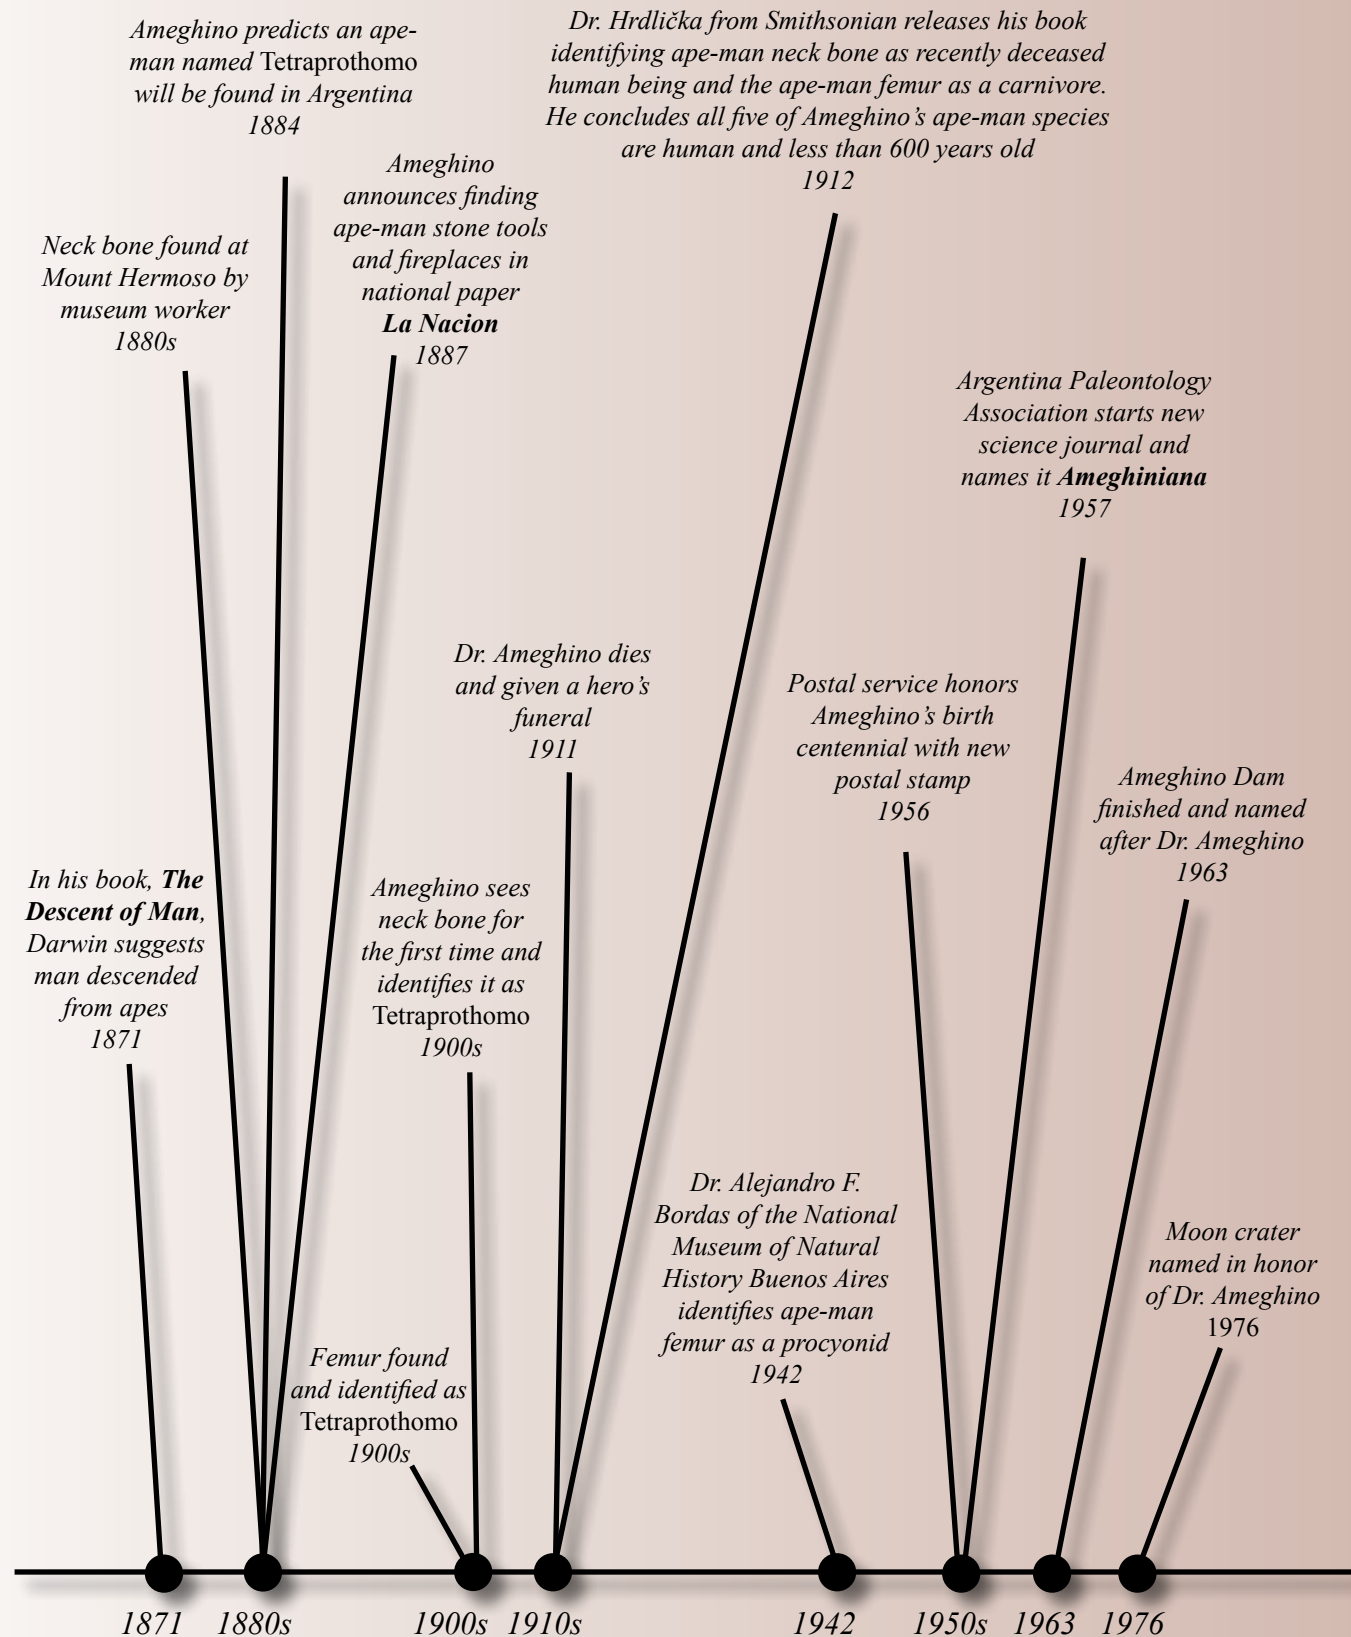 Ameghino predicts an ape-
man named Tetraprothomo
will be found in Argentina
1884
Dr. Hrdlička from Smithsonian releases his book
identifying ape-man neck bone as recently deceased
human being and the ape-man femur as a carnivore.
He concludes all five of Ameghino’s ape-man species
are human and less than 600 years old
1912
Ameghino
announces finding
ape-man stone tools
and fireplaces in
national paper
La Nacion
1887
Neck bone found at
Mount Hermoso by
museum worker
1880s
Argentina Paleontology
Association starts new
science journal and
names it Ameghiniana
1957
Dr. Ameghino dies
and given a hero’s
funeral
1911
Postal service honors
Ameghino’s birth
centennial with new
postal stamp
1956
Ameghino Dam
finished and named
after Dr. Ameghino
1963
In his book, The
Descent of Man,
Darwin suggests
man descended
from apes
1871
Ameghino sees
neck bone for
the first time and
identifies it as
Tetraprothomo
1900s
Dr. Alejandro F.
Bordas of the National
Museum of Natural
History Buenos Aires
identifies ape-man
femur as a procyonid
1942
Moon crater
named in honor
of Dr. Ameghino
1976
Femur found
and identified as
Tetraprothomo
1900s
1871 1880s 1900s 1910s 1942 1950s 1963 1976